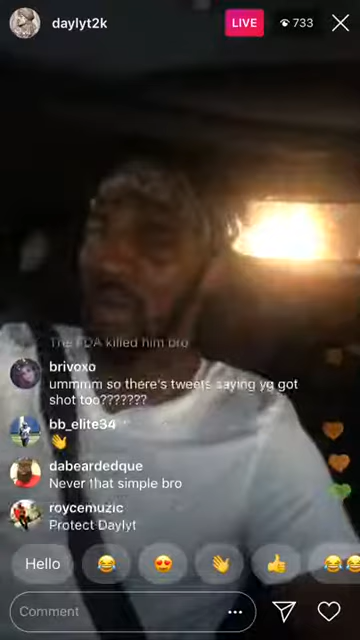 daylyt2k
LIVE
733
The FDA killed him bro
brivoxo
ummmm so there's tweets saying yg got
shot too???????
bb_elite34
👋
dabeardedque
Never that simple bro
roycemuzic
Protect Daylyt
Hello
Comment